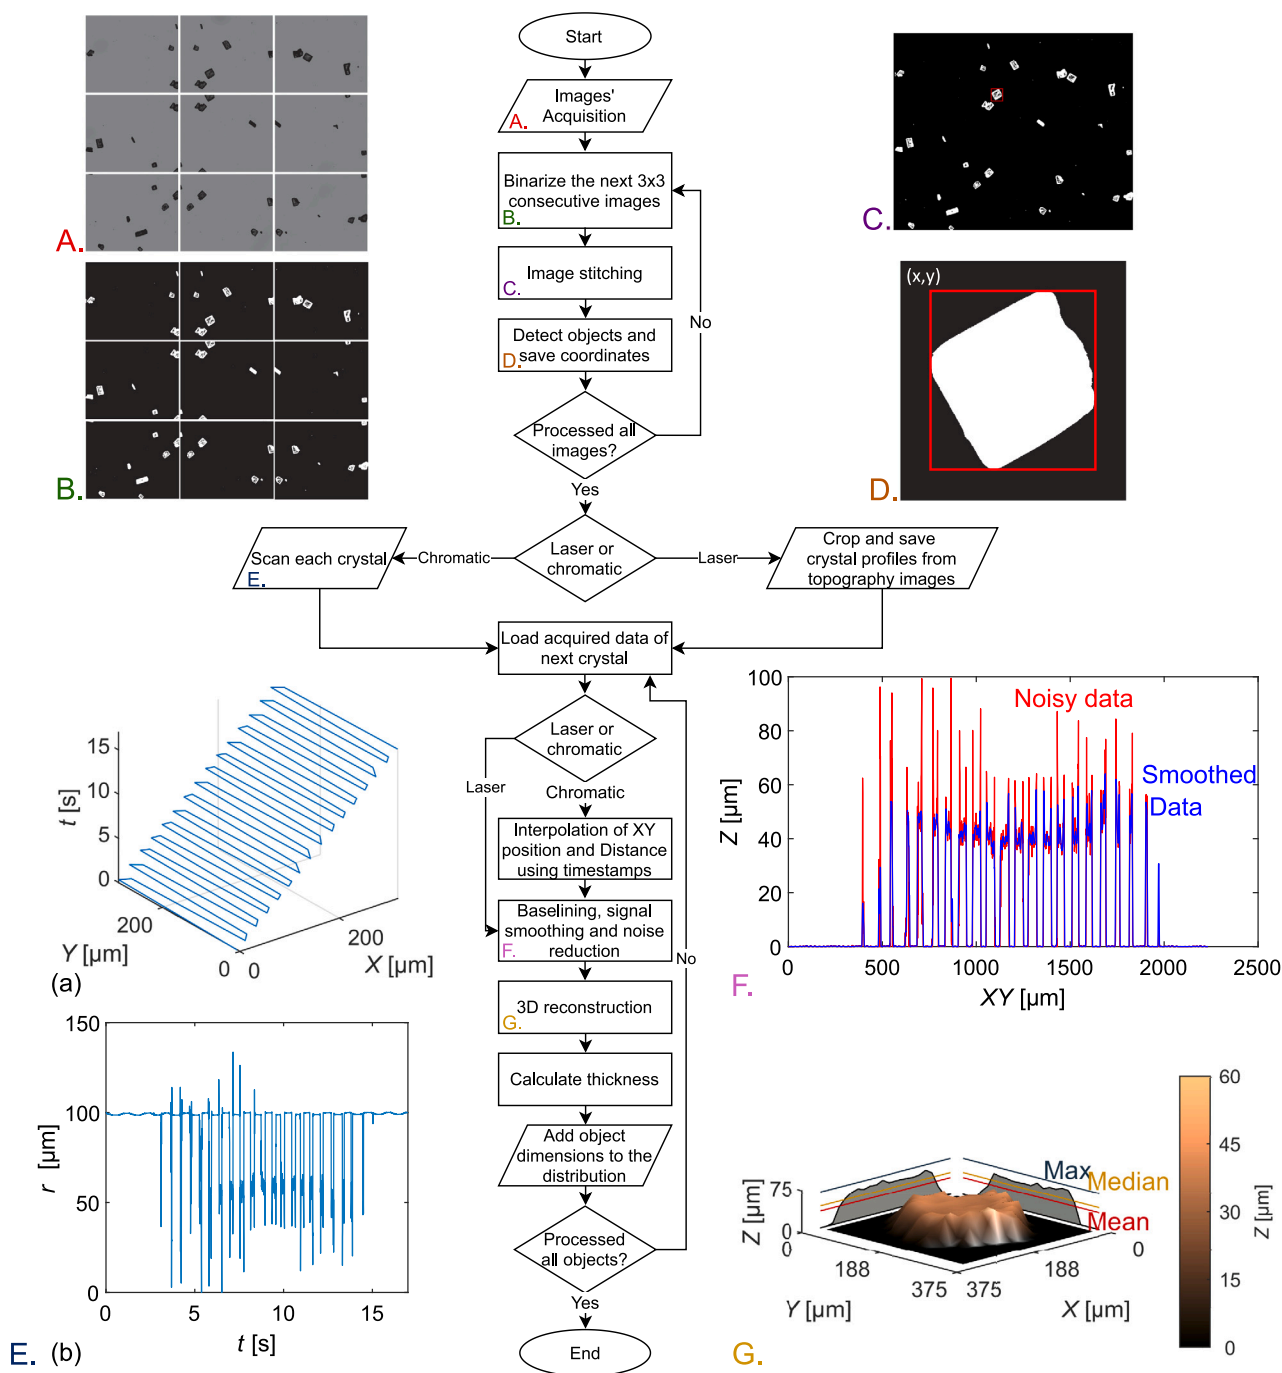 Start
Images'
Acquisition
A.
Binarize the next 3x3
consecutive images
B.
Image stitching
C.
Detect objects and
save coordinates
D.
No
Processed all
images?
Yes
Laser or
chromatic
Chromatic
Laser
Scan each crystal
E.
Crop and save
crystal profiles from
topography images
Load acquired data of
next crystal
Laser or
chromatic
Laser
Chromatic
Interpolation of XY
position and Distance
using timestamps
Baselining, signal
smoothing and noise
reduction
F.
No
3D reconstruction
G.
Calculate thickness
Add object
dimensions to the
distribution
Processed
all objects?
Yes
End
A.
B.
C.
(x,y)
D.
15
10
5
0
t [s]
200
0
Y [µm]
0
200
X [µm]
(a)
150
100
50
0
r [µm]
0
5
10
15
t [s]
E.
(b)
100
80
60
40
20
0
Z [µm]
Noisy data
Smoothed
Data
0
500
1000
1500
2000
2500
XY [µm]
F.
75
0
Z [µm]
Max
Median
Mean
0
188
375
Y [µm]
375
188
0
X [µm]
60
45
30
15
0
Z [µm]
G.